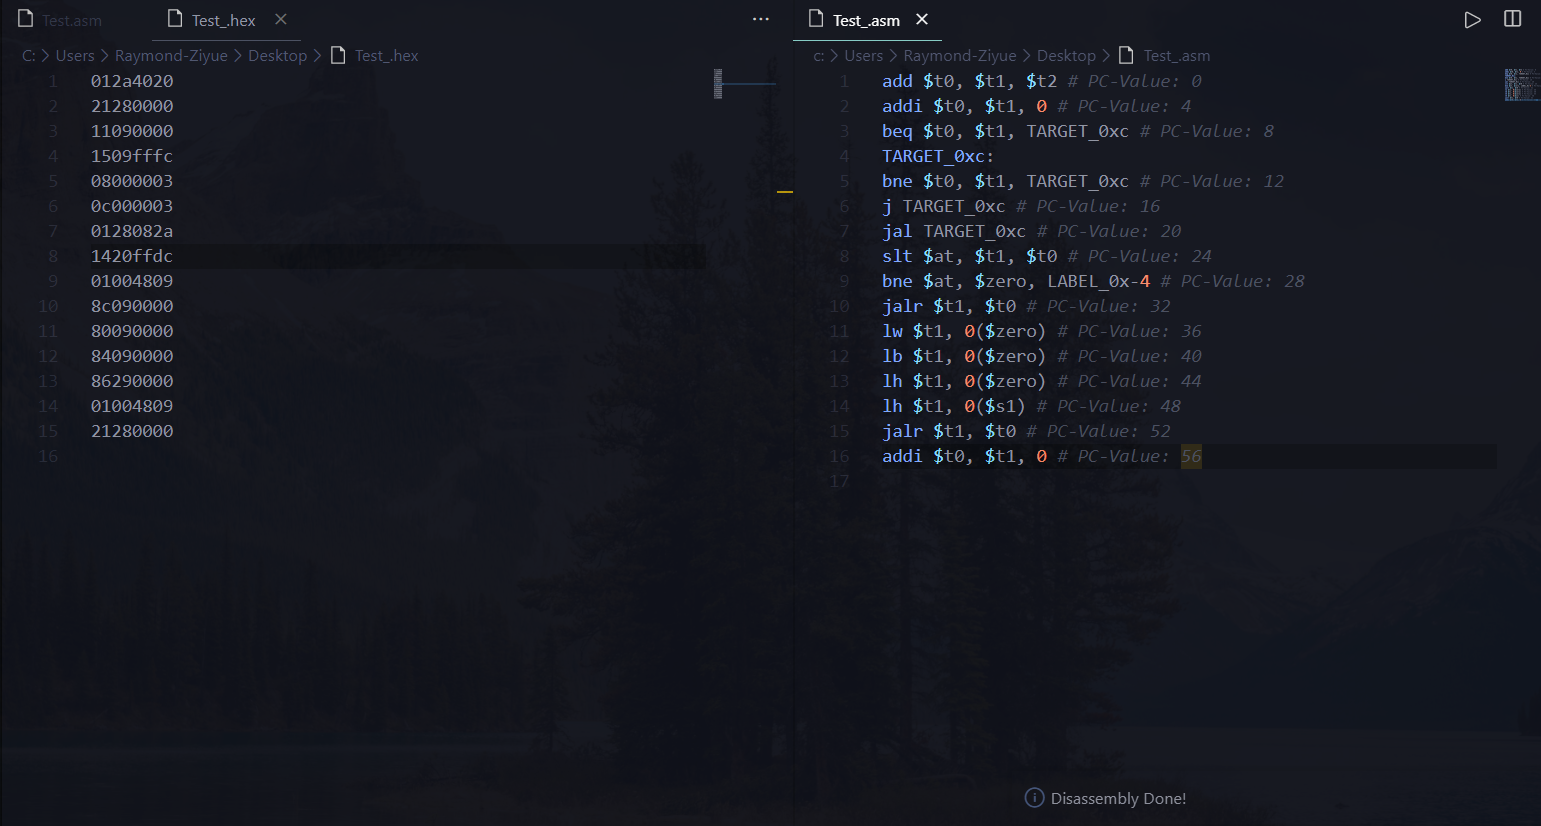 Test.asm
Test_.hex
Test_.asm
C: > Users > Raymond-Ziyue > Desktop > Test_.hex
c: > Users > Raymond-Ziyue > Desktop > Test_.asm
1 012a4020
2 21280000
3 11090000
4 1509fffc
5 08000003
6 0c000003
7 0128082a
8 1420ffdc
9 01004809
10 8c090000
11 80090000
12 84090000
13 86290000
14 01004809
15 21280000
16
1 add $t0, $t1, $t2 # PC-Value: 0
2 addi $t0, $t1, 0 # PC-Value: 4
3 beq $t0, $t1, TARGET_0xc # PC-Value: 8
4 TARGET_0xc:
5 bne $t0, $t1, TARGET_0xc # PC-Value: 12
6 j TARGET_0xc # PC-Value: 16
7 jal TARGET_0xc # PC-Value: 20
8 slt $at, $t1, $t0 # PC-Value: 24
9 bne $at, $zero, LABEL_0x-4 # PC-Value: 28
10 jalr $t1, $t0 # PC-Value: 32
11 lw $t1, 0($zero) # PC-Value: 36
12 lb $t1, 0($zero) # PC-Value: 40
13 lh $t1, 0($zero) # PC-Value: 44
14 lh $t1, 0($s1) # PC-Value: 48
15 jalr $t1, $t0 # PC-Value: 52
16 addi $t0, $t1, 0 # PC-Value: 56
17
Disassembly Done!